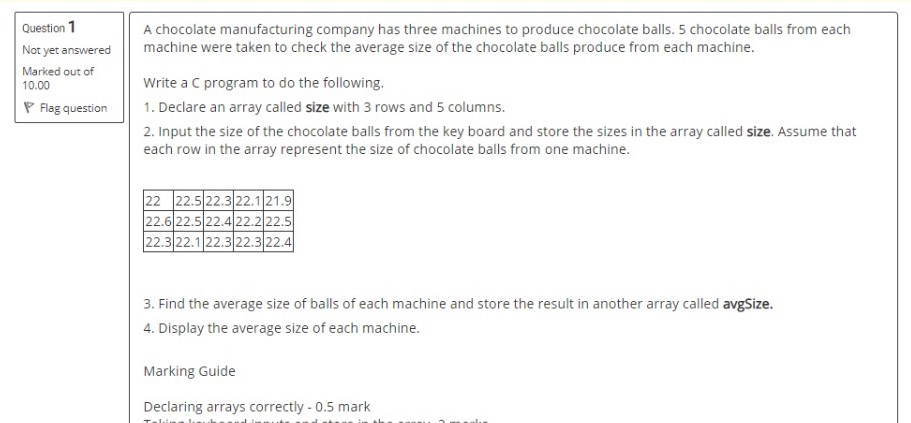 Question 1
Not yet answered
Marked out of
10.00
Flag question
A chocolate manufacturing company has three machines to produce chocolate balls. 5 chocolate balls from each
machine were taken to check the average size of the chocolate balls produce from each machine.
Write a C program to do the following.
1. Declare an array called size with 3 rows and 5 columns.
2. Input the size of the chocolate balls from the key board and store the sizes in the array called size. Assume that
each row in the array represent the size of chocolate balls from one machine.
22 22.5 22.3 22.1 21.9
22.6 22.5 22.4 22.2 22.5
22.3 22.1 22.3 22.3 22.4
3. Find the average size of balls of each machine and store the result in another array called avgSize.
4. Display the average size of each machine.
Marking Guide
Declaring arrays correctly - 0.5 mark